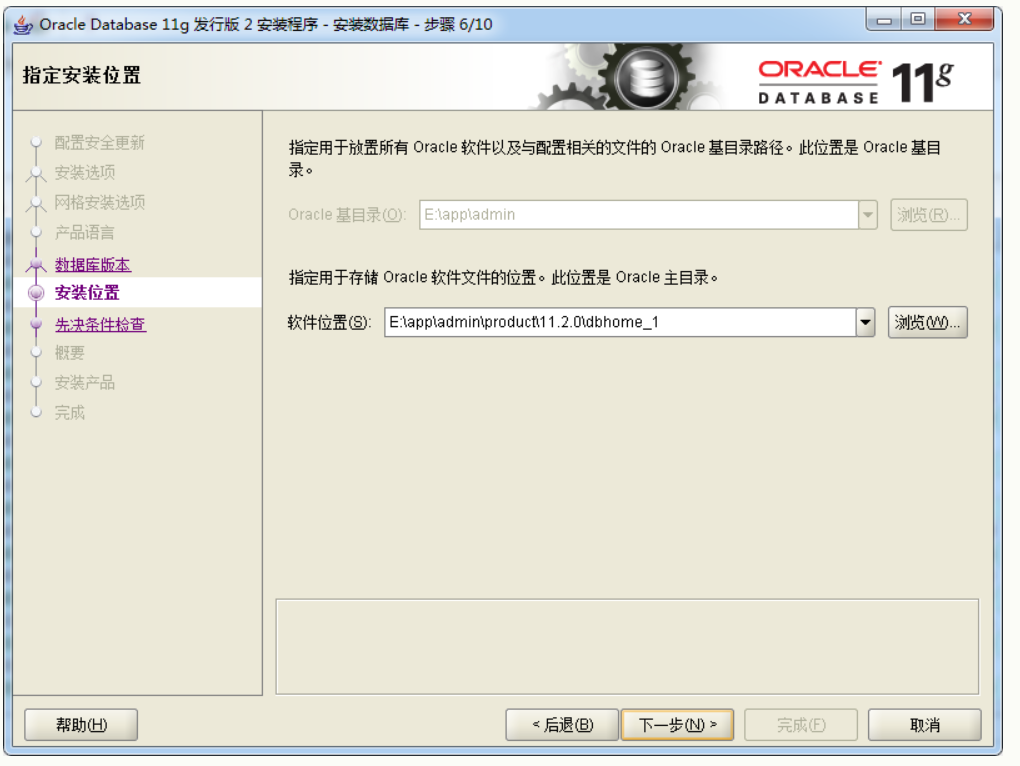 Oracle Database 11g 发行版 2 安装程序 - 安装数据库 - 步骤 6/10
指定安装位置
ORACLE
DATABASE
11g
配置安全更新
安装选项
网格安装选项
产品语言
数据库版本
安装位置
先决条件检查
概要
安装产品
完成
指定用于放置所有 Oracle 软件以及与配置相关的文件的 Oracle 基目录路径。此位置是 Oracle 基目
录。
Oracle 基目录(O): E:\app\admin 浏览(R)...
指定用于存储 Oracle 软件文件的位置。此位置是 Oracle 主目录。
软件位置(S): E:\app\admin\product\11.2.0\dbhome_1 浏览(W)...
帮助(H) < 后退(B) 下一步(N) > 完成(F) 取消